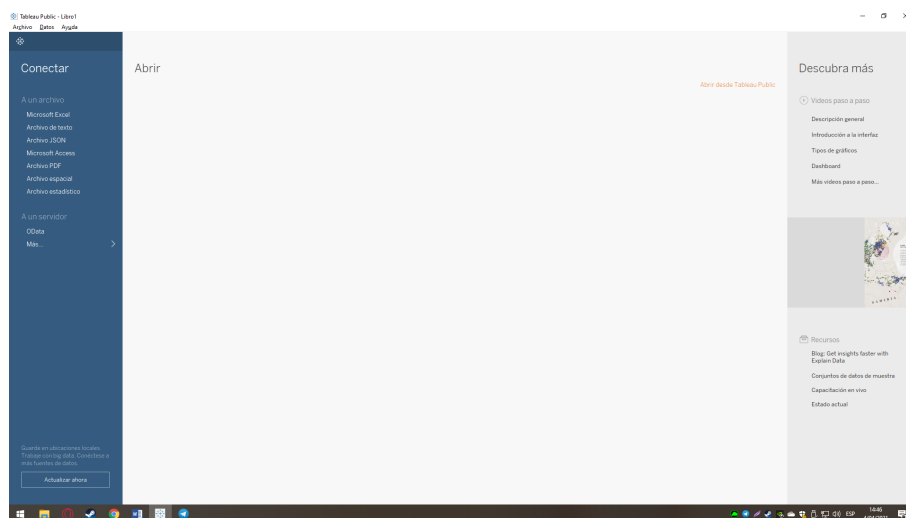 Tableau Public - Libro1
Archivo Datos Ayuda
Conectar
A un archivo
Microsoft Excel
Archivo de texto
Archivo JSON
Microsoft Access
Archivo PDF
Archivo espacial
Archivo estadístico
A un servidor
OData
Más...
Guarde en ubicaciones locales.
Trabaje con big data. Conéctese a
más fuentes de datos.
Actualizar ahora
Abrir
Abrir desde Tableau Public
Descubra más
Videos paso a paso
Descripción general
Introducción a la interfaz
Tipos de gráficos
Dashboard
Más videos paso a paso...
Recursos
Blog: Get insights faster with
Explain Data
Conjuntos de datos de muestra
Capacitación en vivo
Estado actual
ESP
14:46